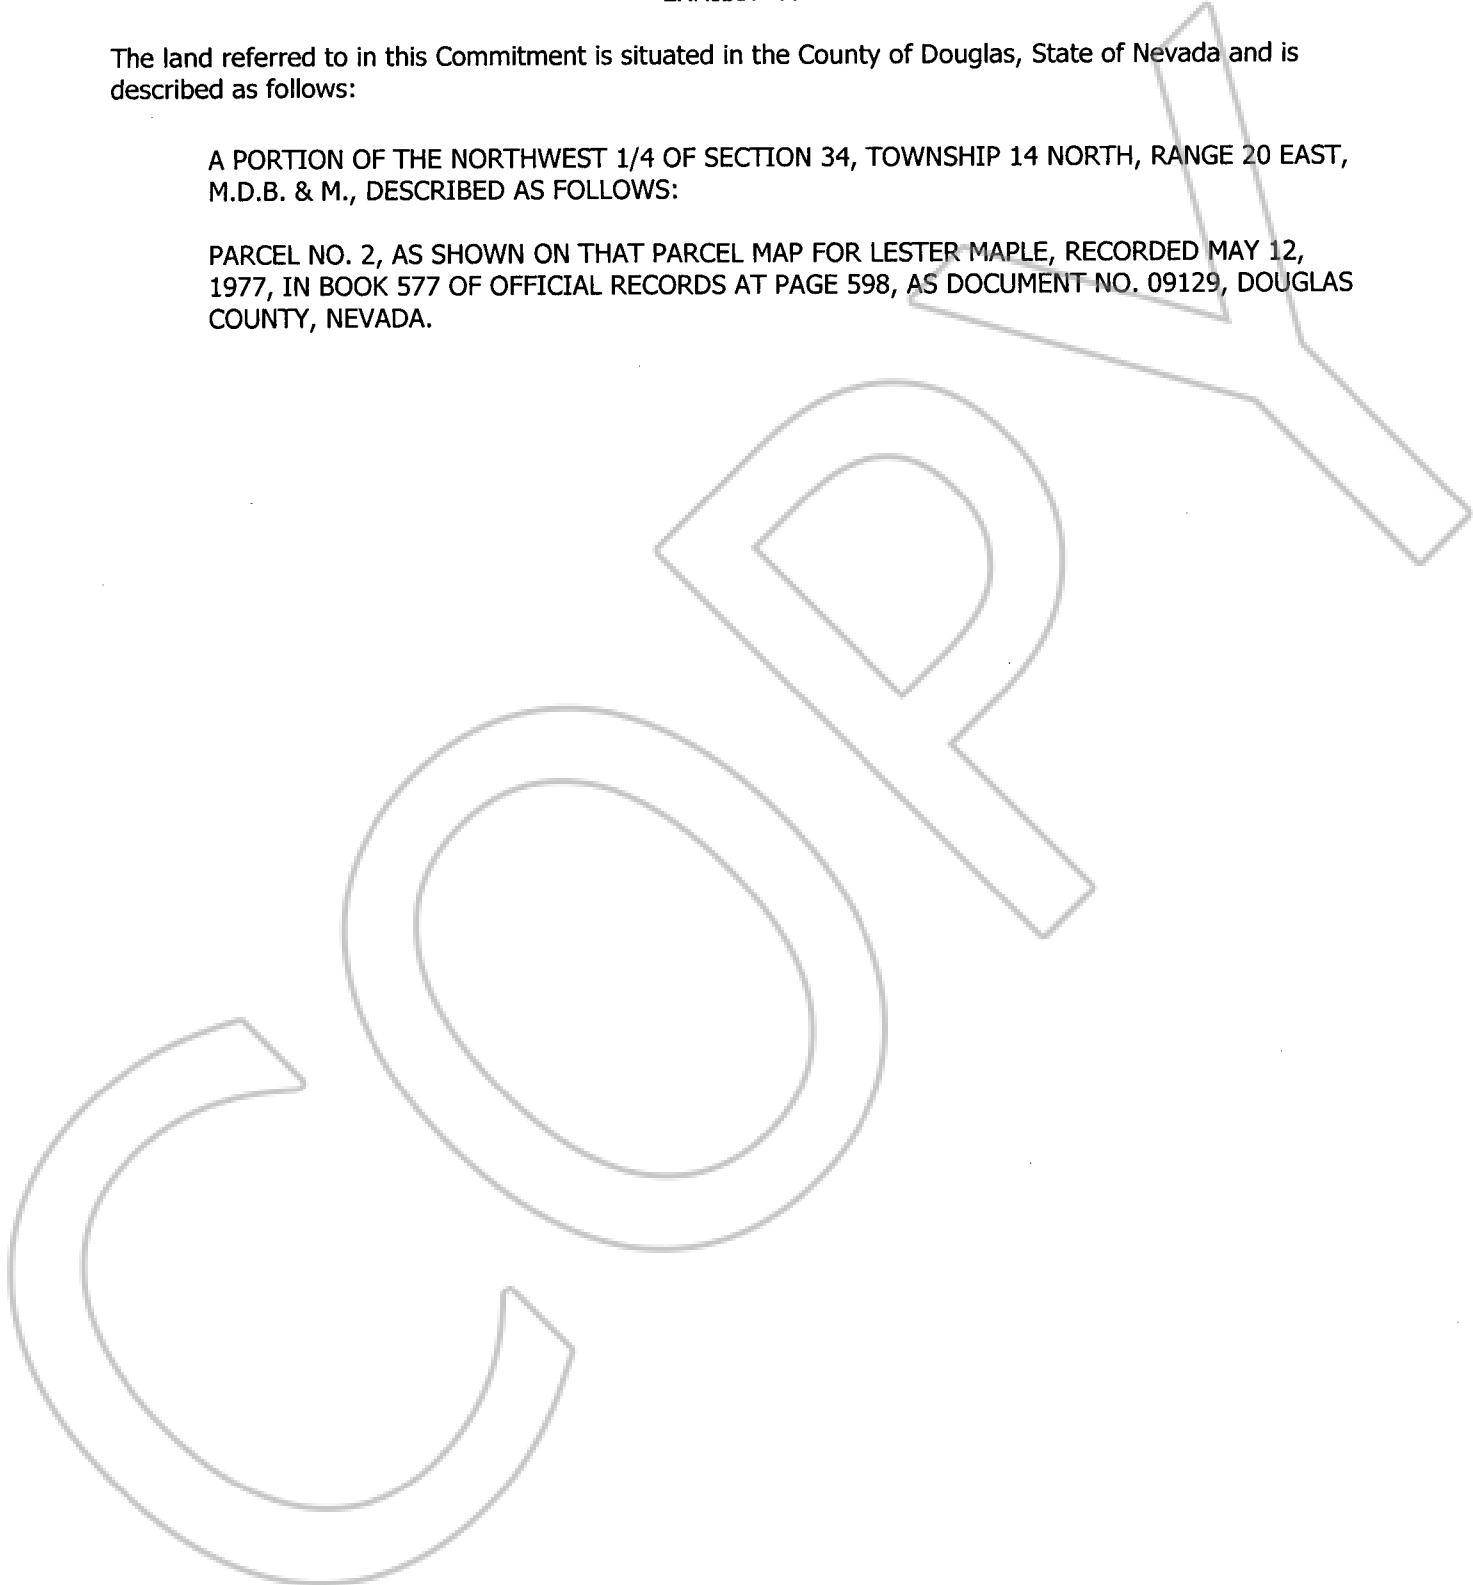 The land referred to in this Commitment is situated in the County of Douglas, State of Nevada and is
described as follows:
A PORTION OF THE NORTHWEST 1/4 OF SECTION 34, TOWNSHIP 14 NORTH, RANGE 20 EAST,
M.D.B. & M., DESCRIBED AS FOLLOWS:
PARCEL NO. 2, AS SHOWN ON THAT PARCEL MAP FOR LESTER MAPLE, RECORDED MAY 12,
1977, IN BOOK 577 OF OFFICIAL RECORDS AT PAGE 598, AS DOCUMENT NO. 09129, DOUGLAS
COUNTY, NEVADA.
COPY